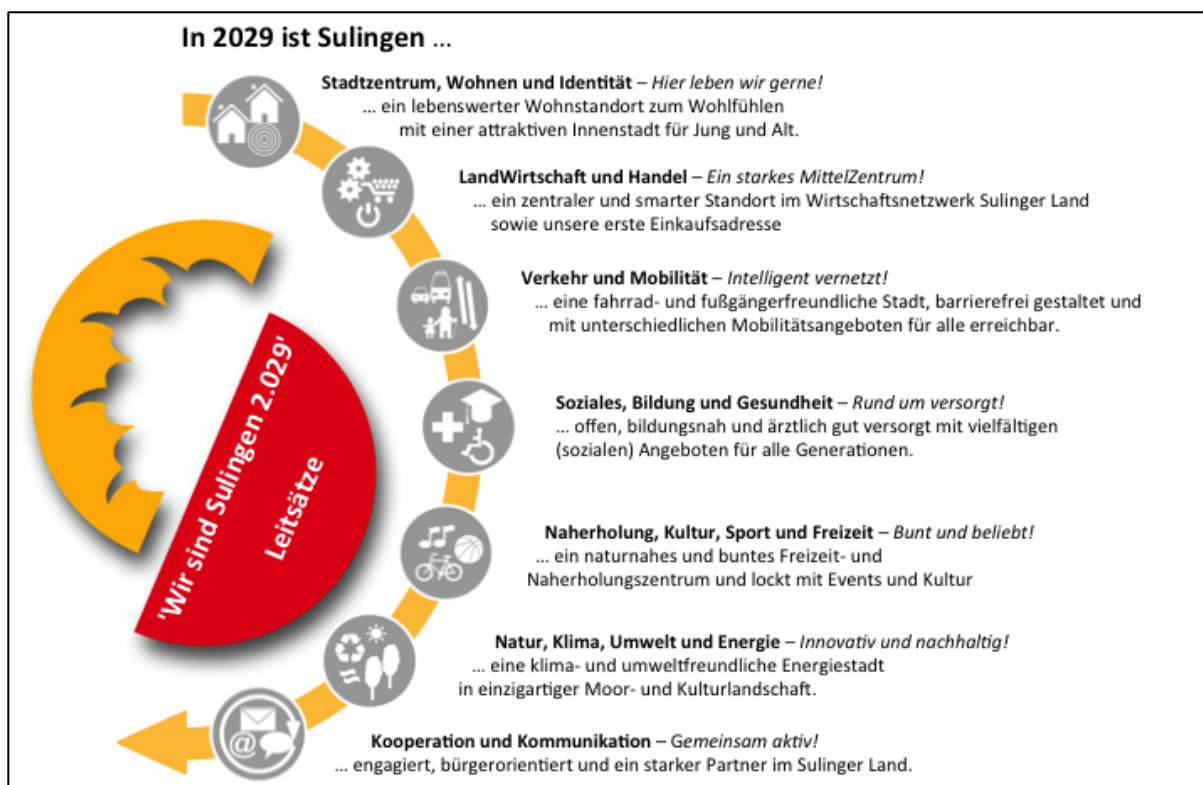 In 2029 ist Sulingen ...
Stadtzentrum, Wohnen und Identität – Hier leben wir gerne!
... ein lebenswerter Wohnstandort zum Wohlfühlen
mit einer attraktiven Innenstadt für Jung und Alt.
LandWirtschaft und Handel – Ein starkes MittelZentrum!
... ein zentraler und smarter Standort im Wirtschaftsnetzwerk Sulinger Land
sowie unsere erste Einkaufsadresse
Verkehr und Mobilität – Intelligent vernetzt!
... eine fahrrad- und fußgängerfreundliche Stadt, barrierefrei gestaltet und
mit unterschiedlichen Mobilitätsangeboten für alle erreichbar.
'Wir sind Sulingen 2.029'
Leitsätze
Soziales, Bildung und Gesundheit – Rund um versorgt!
... offen, bildungsnah und ärztlich gut versorgt mit vielfältigen
(sozialen) Angeboten für alle Generationen.
Naherholung, Kultur, Sport und Freizeit – Bunt und beliebt!
... ein naturnahes und buntes Freizeit- und
Naherholungszentrum und lockt mit Events und Kultur
Natur, Klima, Umwelt und Energie – Innovativ und nachhaltig!
... eine klima- und umweltfreundliche Energiestadt
in einzigartiger Moor- und Kulturlandschaft.
@
Kooperation und Kommunikation – Gemeinsam aktiv!
... engagiert, bürgerorientiert und ein starker Partner im Sulinger Land.